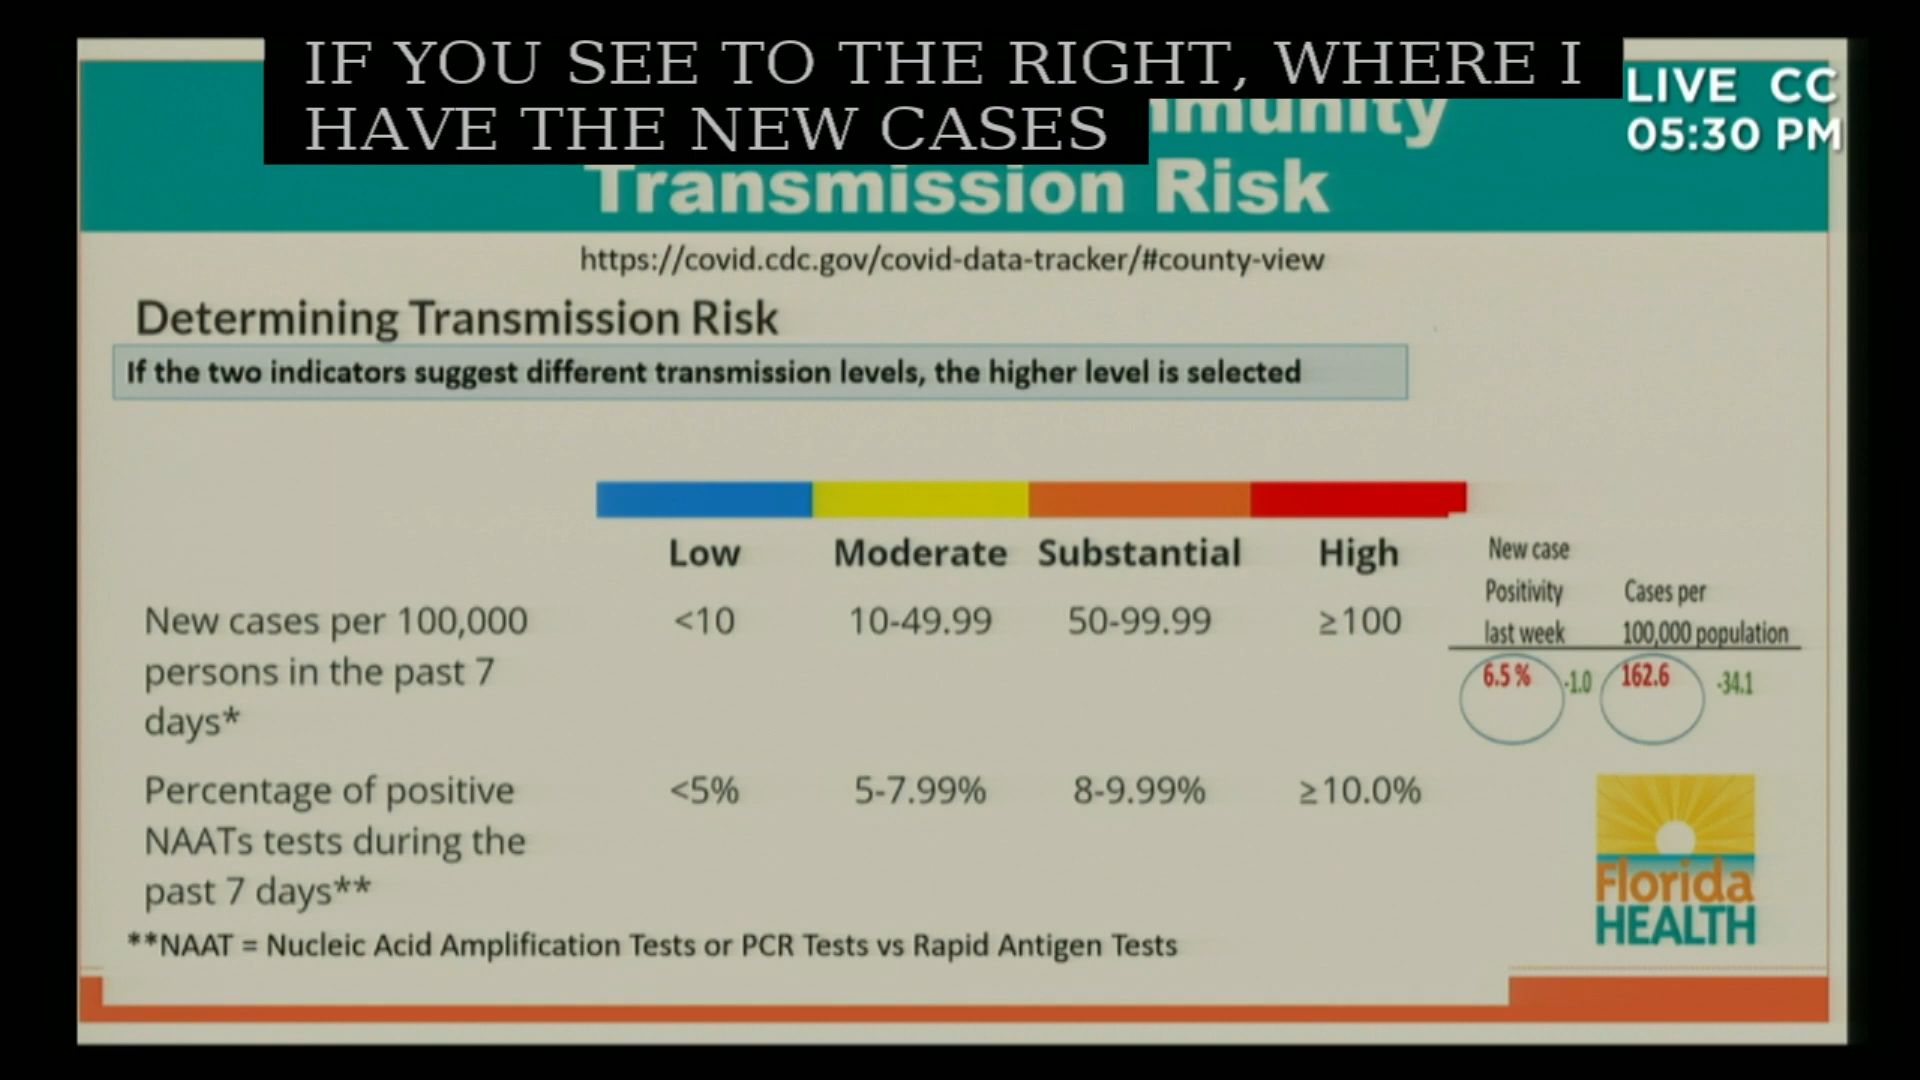 IF YOU SEE TO THE RIGHT, WHERE I
HAVE THE NEW CASES
LIVE CC
05:30 PM
Transmission Risk
https://covid.cdc.gov/covid-data-tracker/#county-view
Determining Transmission Risk
If the two indicators suggest different transmission levels, the higher level is selected
Low Moderate Substantial High
New case
Positivity
last week
Cases per
100,000 population
New cases per 100,000
persons in the past 7
days*
<10 10-49.99 50-99.99 ≥100
6.5% -1.0 162.6 -34.1
Percentage of positive
NAATs tests during the
past 7 days**
<5% 5-7.99% 8-9.99% ≥10.0%
**NAAT = Nucleic Acid Amplification Tests or PCR Tests vs Rapid Antigen Tests
Florida
HEALTH